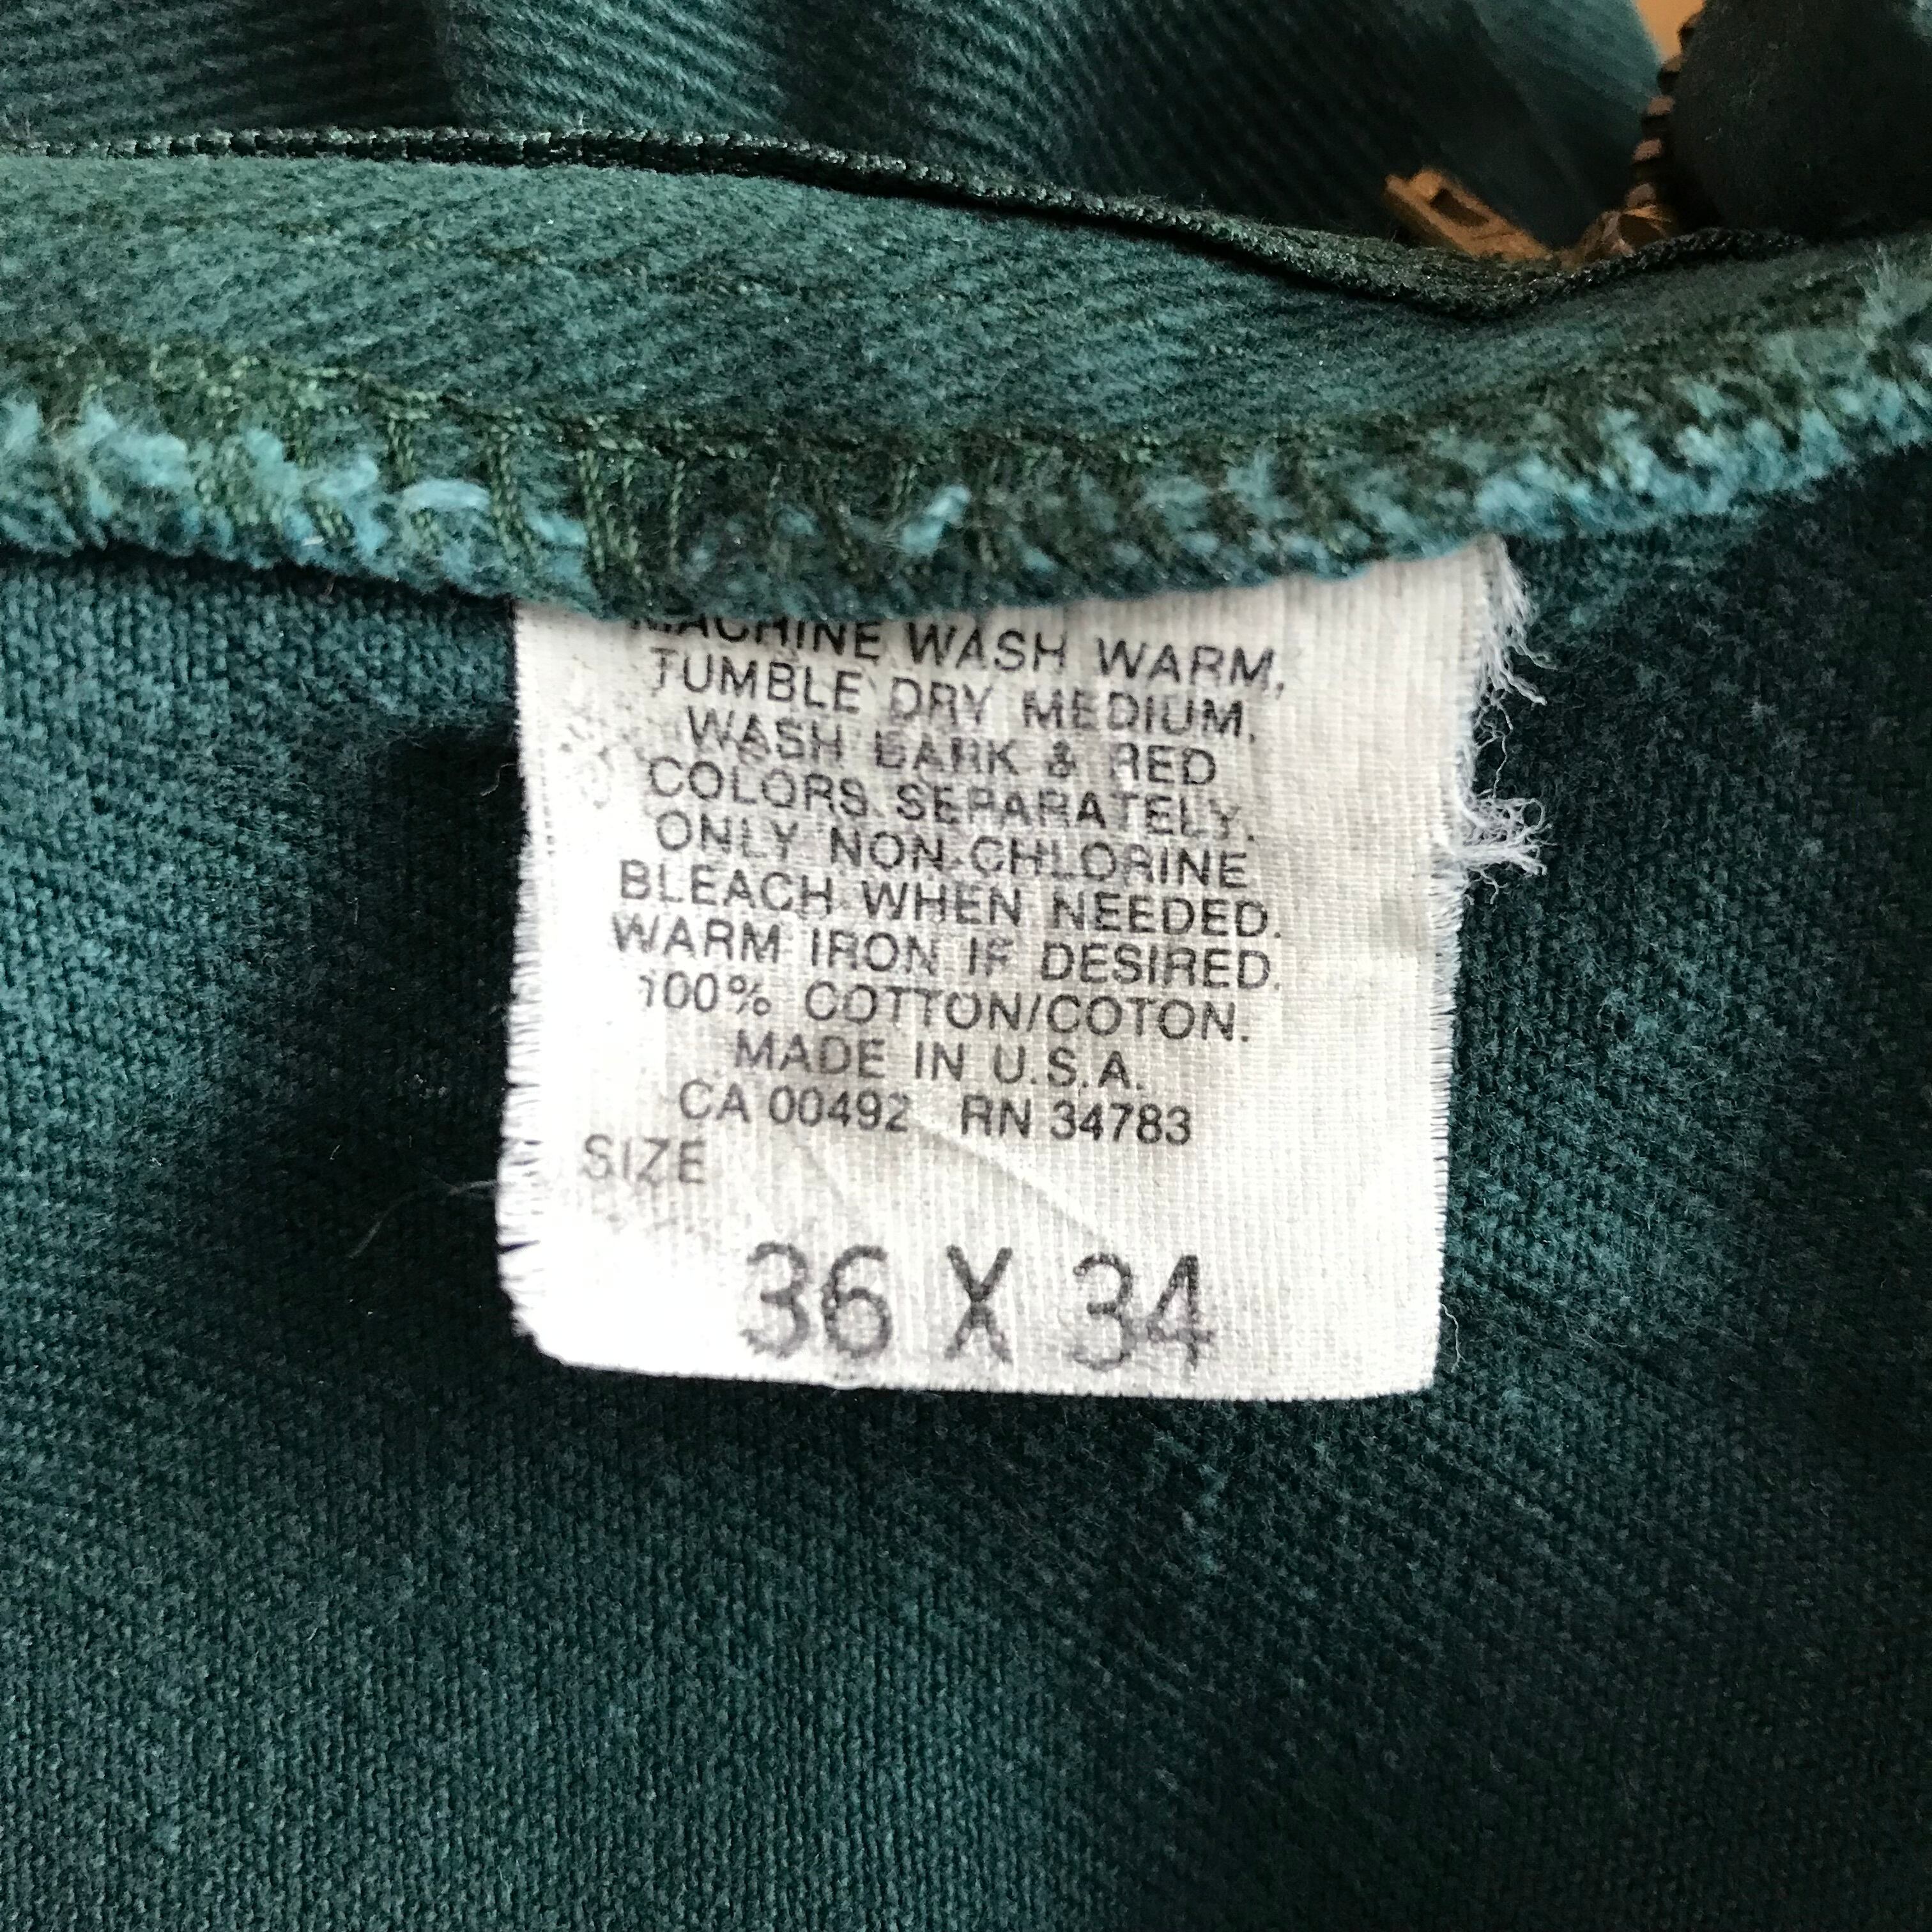 MACHINE WASH WARM,
TUMBLE DRY MEDIUM.
WASH DARK & RED
COLORS SEPARATELY.
ONLY NON-CHLORINE
BLEACH WHEN NEEDED.
WARM IRON IF DESIRED.
100% COTTON/COTON.
MADE IN U.S.A.
CA 00492 RN 34783
SIZE
36 X 34